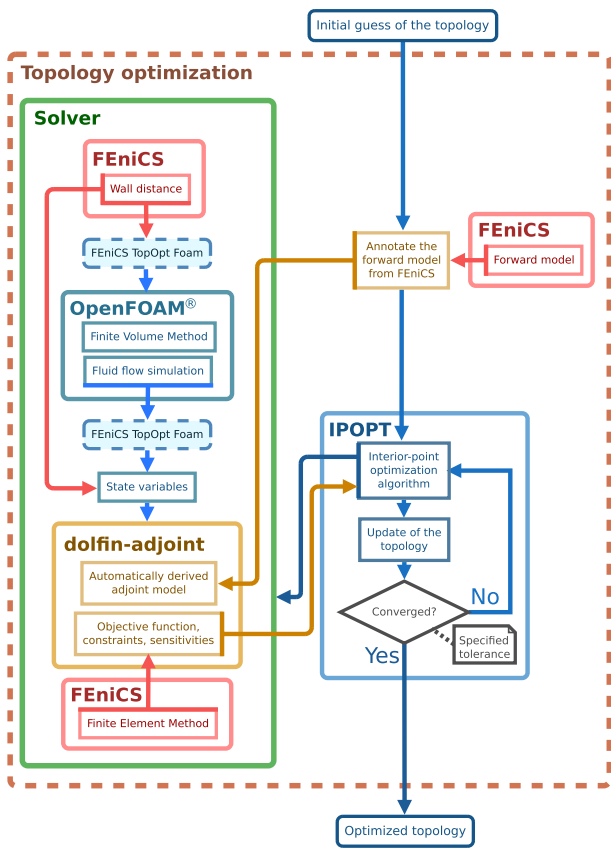 Initial guess of the topology
Topology optimization
Solver
FEniCS
Wall distance
FEniCS TopOpt Foam
OpenFOAM®
Finite Volume Method
Fluid flow simulation
FEniCS TopOpt Foam
State variables
dolfin-adjoint
Automatically derived
adjoint model
Objective function,
constraints, sensitivities
FEniCS
Finite Element Method
Annotate the
forward model
from FEniCS
FEniCS
Forward model
IPOPT
Interior-point
optimization
algorithm
Update of the
topology
Converged?
No
Yes
Specified
tolerance
Optimized topology